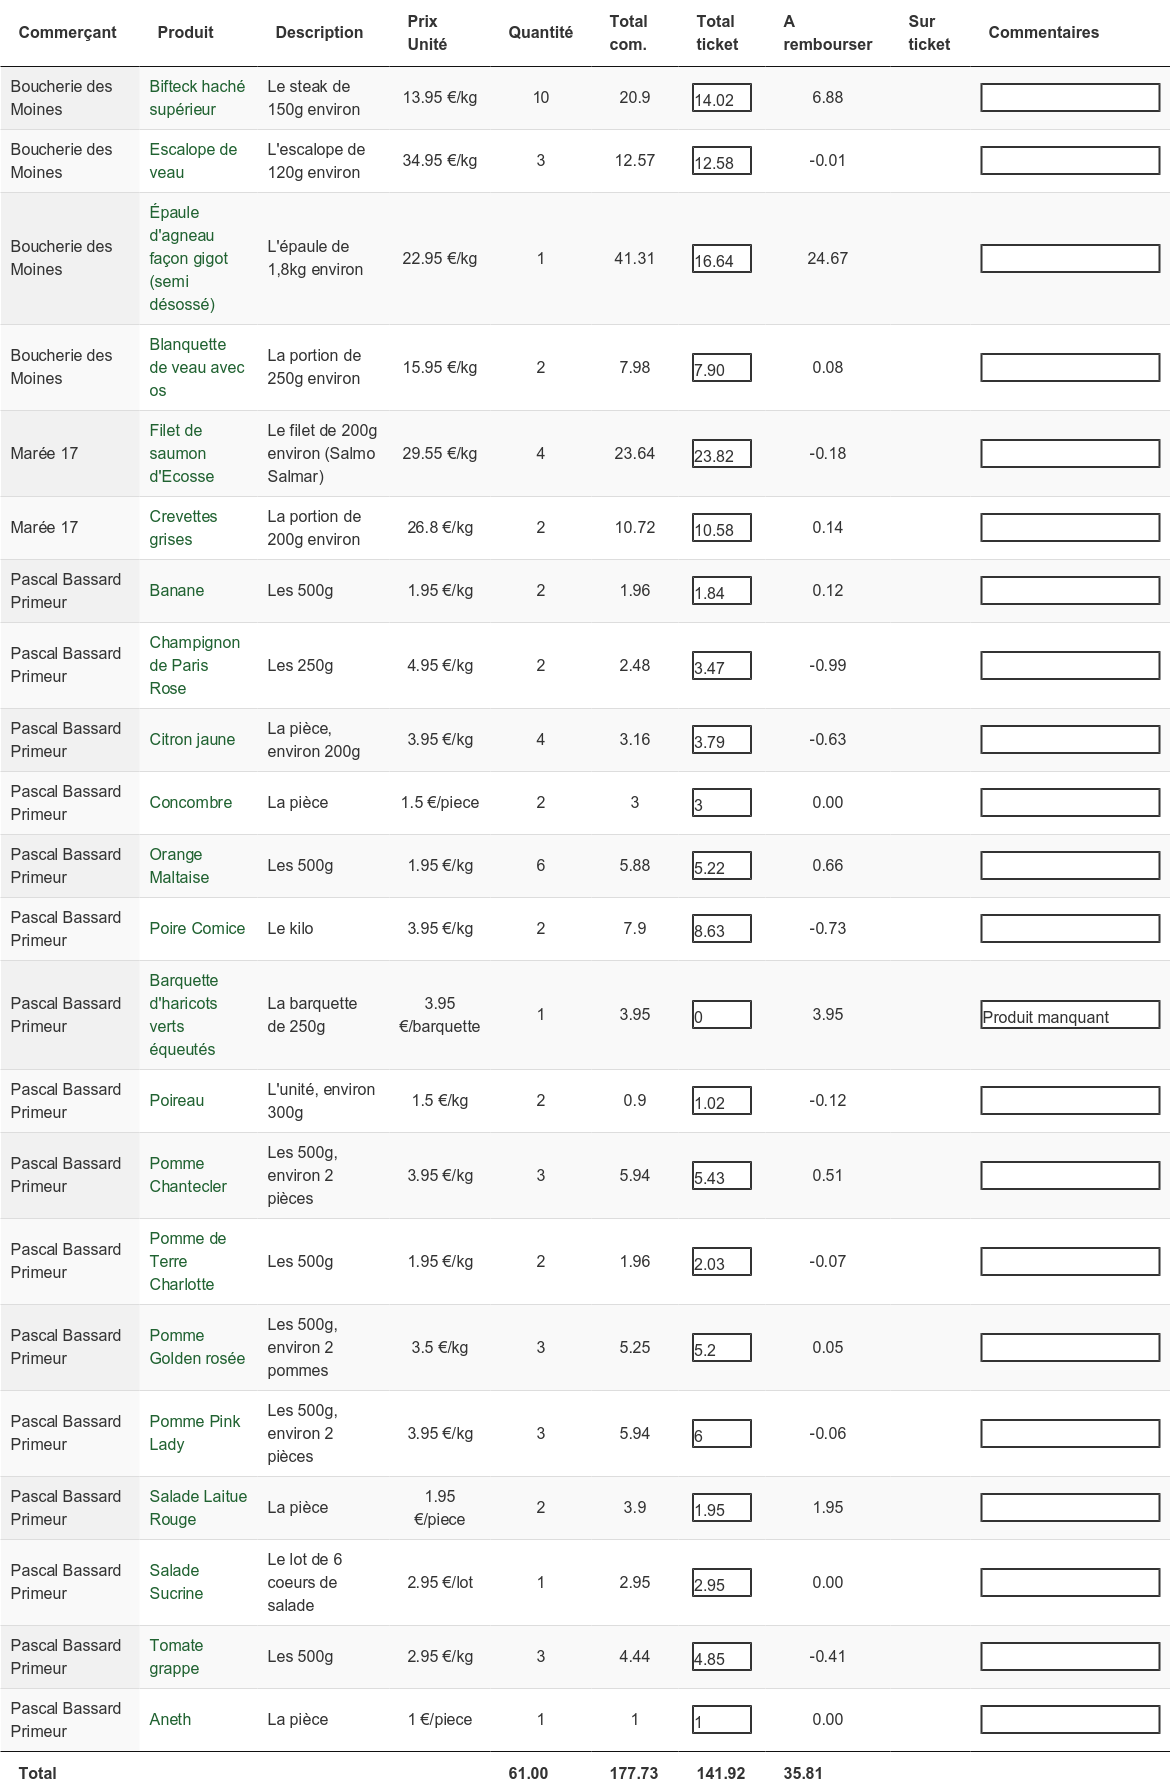 Commerçant Produit Description Prix Unité Quantité Total com. Total ticket A rembourser Sur ticket Commentaires
Boucherie des Moines Bifteck haché supérieur Le steak de 150g environ 13.95 €/kg 10 20.9 14.02 6.88
Boucherie des Moines Escalope de veau L'escalope de 120g environ 34.95 €/kg 3 12.57 12.58 -0.01
Boucherie des Moines Épaule d'agneau façon gigot (semi désossé) L'épaule de 1,8kg environ 22.95 €/kg 1 41.31 16.64 24.67
Boucherie des Moines Blanquette de veau avec os La portion de 250g environ 15.95 €/kg 2 7.98 7.90 0.08
Marée 17 Filet de saumon d'Ecosse Le filet de 200g environ (Salmo Salmar) 29.55 €/kg 4 23.64 23.82 -0.18
Marée 17 Crevettes grises La portion de 200g environ 26.8 €/kg 2 10.72 10.58 0.14
Pascal Bassard Primeur Banane Les 500g 1.95 €/kg 2 1.96 1.84 0.12
Pascal Bassard Primeur Champignon de Paris Rose Les 250g 4.95 €/kg 2 2.48 3.47 -0.99
Pascal Bassard Primeur Citron jaune La pièce, environ 200g 3.95 €/kg 4 3.16 3.79 -0.63
Pascal Bassard Primeur Concombre La pièce 1.5 €/piece 2 3 3 0.00
Pascal Bassard Primeur Orange Maltaise Les 500g 1.95 €/kg 6 5.88 5.22 0.66
Pascal Bassard Primeur Poire Comice Le kilo 3.95 €/kg 2 7.9 8.63 -0.73
Pascal Bassard Primeur Barquette d'haricots verts équeutés La barquette de 250g 3.95 €/barquette 1 3.95 0 3.95 Produit manquant
Pascal Bassard Primeur Poireau L'unité, environ 300g 1.5 €/kg 2 0.9 1.02 -0.12
Pascal Bassard Primeur Pomme Chantecler Les 500g, environ 2 pièces 3.95 €/kg 3 5.94 5.43 0.51
Pascal Bassard Primeur Pomme de Terre Charlotte Les 500g 1.95 €/kg 2 1.96 2.03 -0.07
Pascal Bassard Primeur Pomme Golden rosée Les 500g, environ 2 pommes 3.5 €/kg 3 5.25 5.2 0.05
Pascal Bassard Primeur Pomme Pink Lady Les 500g, environ 2 pièces 3.95 €/kg 3 5.94 6 -0.06
Pascal Bassard Primeur Salade Laitue Rouge La pièce 1.95 €/piece 2 3.9 1.95 1.95
Pascal Bassard Primeur Salade Sucrine Le lot de 6 coeurs de salade 2.95 €/lot 1 2.95 2.95 0.00
Pascal Bassard Primeur Tomate grappe Les 500g 2.95 €/kg 3 4.44 4.85 -0.41
Pascal Bassard Primeur Aneth La pièce 1 €/piece 1 1 1 0.00
Total 61.00 177.73 141.92 35.81